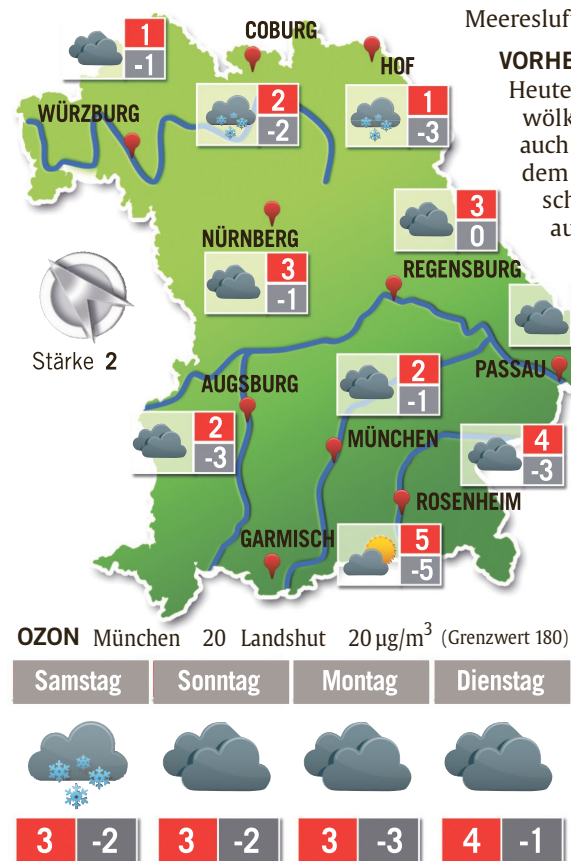 Meeresluft
VORHE
Heute
wölk
auch
dem
sch
au
1
-1
COBURG
HOF
WÜRZBURG
2
-2
1
-3
NÜRNBERG
3
-1
3
0
REGENSBURG
Stärke 2
PASSAU
AUGSBURG
2
-3
2
-1
MÜNCHEN
4
-3
ROSENHEIM
GARMISCH
5
-5
OZON München 20 Landshut 20 µg/m³ (Grenzwert 180)
Samstag Sonntag Montag Dienstag
3 -2 3 -2 3 -3 4 -1